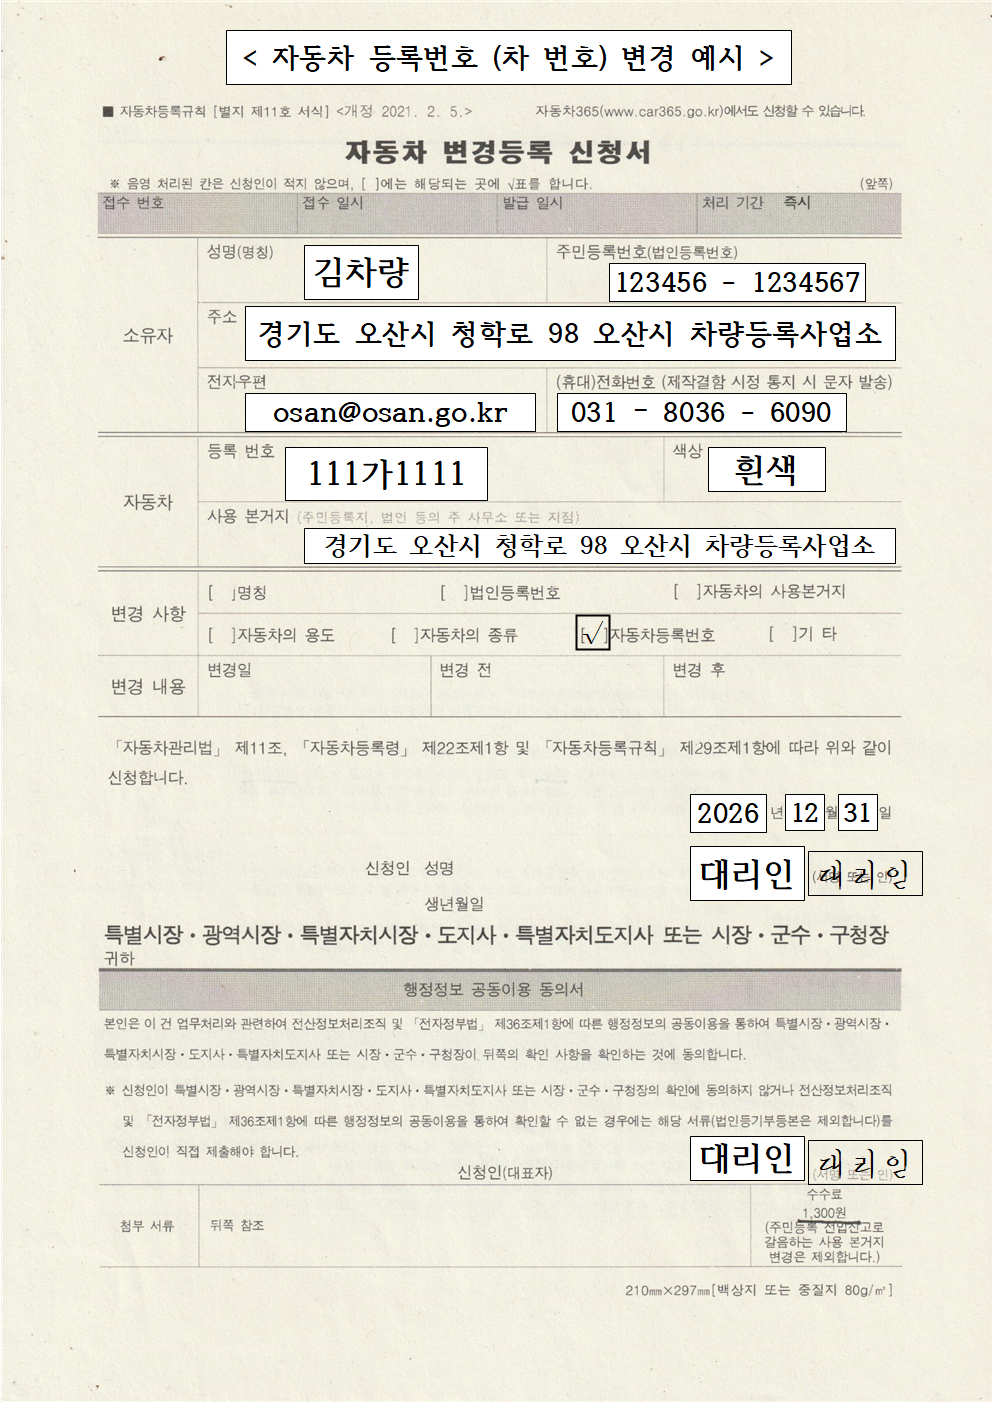 < 자동차 등록번호 (차 번호) 변경 예시 >
■ 자동차등록규칙 [별지 제11호 서식] <개정 2021. 2. 5.> 자동차365(www.car365.go.kr)에서도 신청할 수 있습니다.
자동차 변경등록 신청서
※ 음영 처리된 칸은 신청인이 적지 않으며, [ ]에는 해당되는 곳에 √표를 합니다. (앞쪽)
접수 번호 접수 일시 발급 일시 처리 기간 즉시
소유자
성명(명칭) 김차량
주민등록번호(법인등록번호) 123456 - 1234567
주소 경기도 오산시 청학로 98 오산시 차량등록사업소
전자우편 osan@osan.go.kr
(휴대)전화번호 (제작결함 시정 통지 시 문자 발송) 031 - 8036 - 6090
자동차
등록 번호 111가1111
색상 흰색
사용 본거지 (주민등록지, 법인 등의 주 사무소 또는 지점)
경기도 오산시 청학로 98 오산시 차량등록사업소
변경 사항
[ ]명칭 [ ]법인등록번호 [ ]자동차의 사용본거지
[ ]자동차의 용도 [ ]자동차의 종류 [√]자동차등록번호 [ ]기 타
변경 내용
변경일 변경 전 변경 후
「자동차관리법」 제11조, 「자동차등록령」 제22조제1항 및 「자동차등록규칙」 제29조제1항에 따라 위와 같이
신청합니다.
2026 년 12 월 31 일
신청인 성명 대리인 대리일 (서명 또는 인)
생년월일
특별시장・광역시장・특별자치시장・도지사・특별자치도지사 또는 시장・군수・구청장
귀하
행정정보 공동이용 동의서
본인은 이 건 업무처리와 관련하여 전산정보처리조직 및 「전자정부법」 제36조제1항에 따른 행정정보의 공동이용을 통하여 특별시장・광역시장・
특별자치시장・도지사・특별자치도지사 또는 시장・군수・구청장이 뒤쪽의 확인 사항을 확인하는 것에 동의합니다.
※ 신청인이 특별시장・광역시장・특별자치시장・도지사・특별자치도지사 또는 시장・군수・구청장의 확인에 동의하지 않거나 전산정보처리조직
및 「전자정부법」 제36조제1항에 따른 행정정보의 공동이용을 통하여 확인할 수 없는 경우에는 해당 서류(법인등기부등본은 제외합니다)를
신청인이 직접 제출해야 합니다.
신청인(대표자) 대리인 대리일 (서명 또는 인)
첨부 서류 뒤쪽 참조
수수료
1,300원
(주민등록 전입신고로
갈음하는 사용 본거지
변경은 제외합니다.)
210㎜×297㎜[백상지 또는 중질지 80g/㎡]